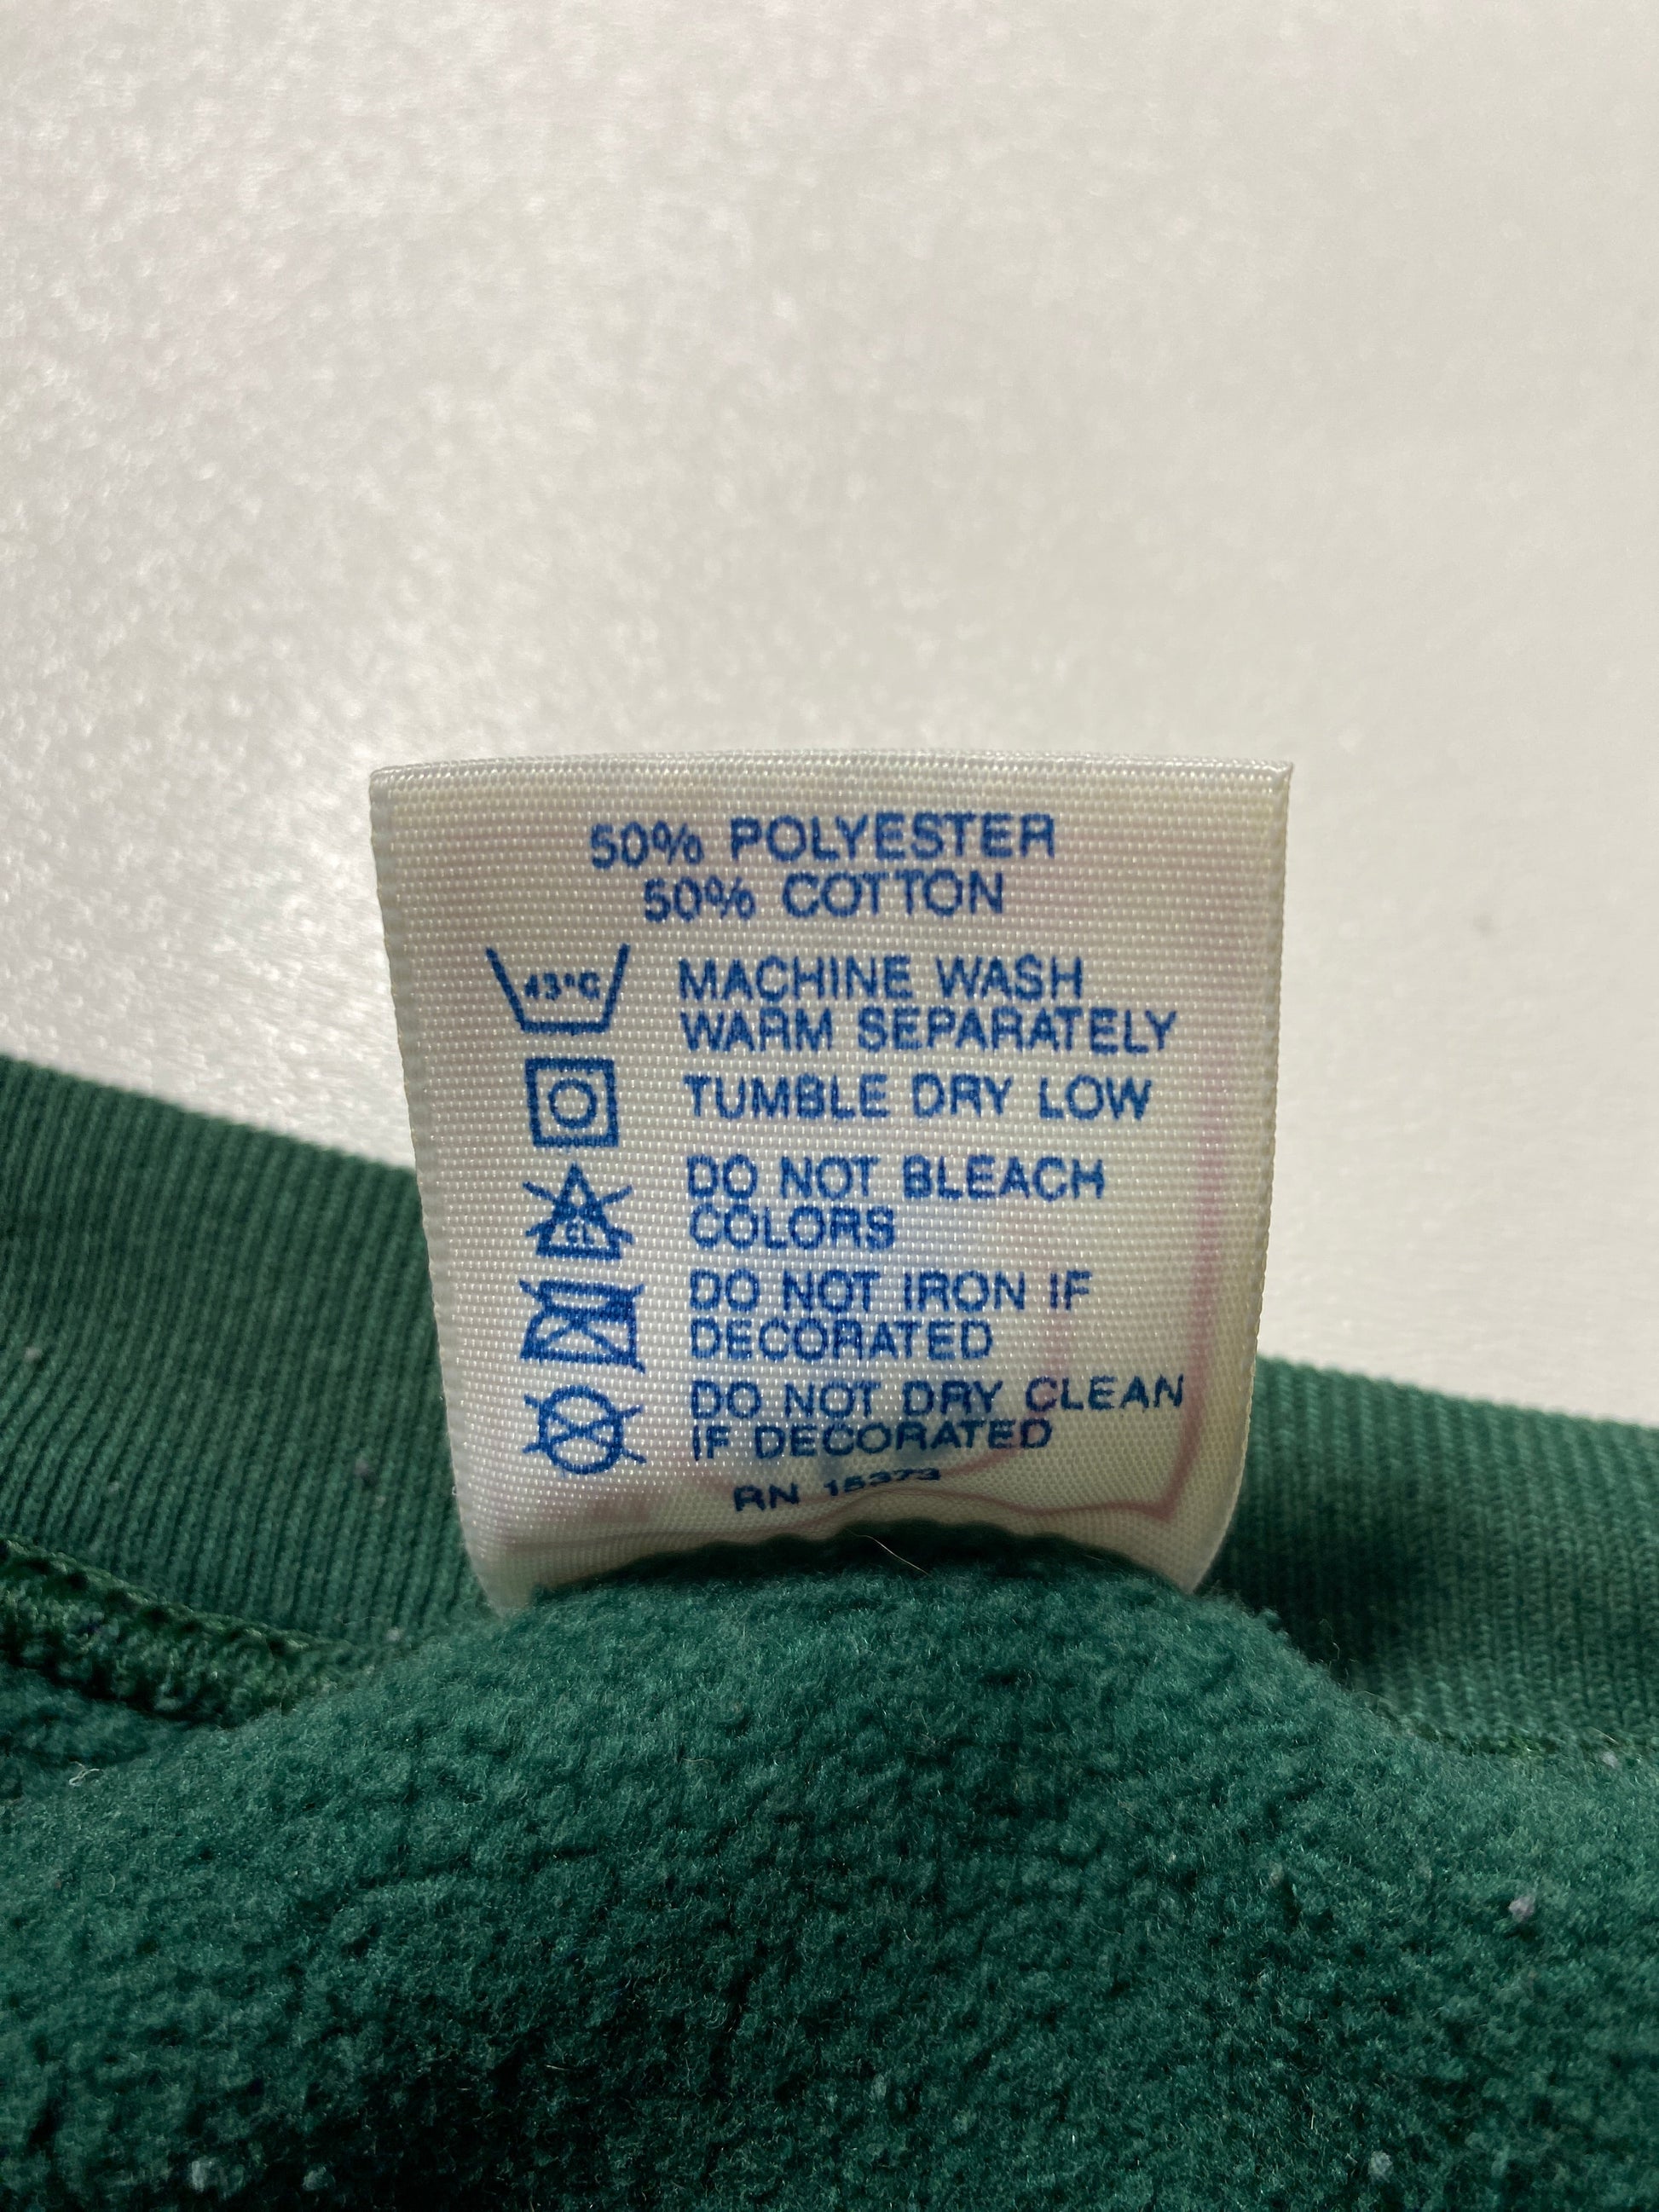 50% POLYESTER
50% COTTON
43°C
MACHINE WASH
WARM SEPARATELY
TUMBLE DRY LOW
CL
DO NOT BLEACH
COLORS
DO NOT IRON IF
DECORATED
DO NOT DRY CLEAN
IF DECORATED
RN 15373